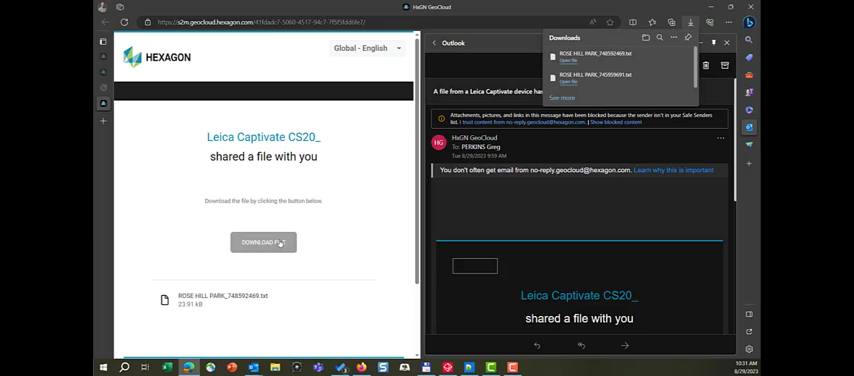 HxGN GeoCloud
https://s2m.geocloud.hexagon.com/41fdadc7-5060-4517-94c7-7f5f5fdd6fe7/
HEXAGON
Global - English
Leica Captivate CS20_
shared a file with you
Download the file by clicking the button below.
DOWNLOAD FILE
ROSE HILL PARK_748592469.txt
23.91 kB
Downloads
ROSE HILL PARK_748592469.txt
Open file
ROSE HILL PARK_745959691.txt
Open file
See more
Outlook
A file from a Leica Captivate device has
Attachments, pictures, and links in this message have been blocked because the sender isn't in your Safe Senders
list. I trust content from no-reply.geocloud@hexagon.com. | Show blocked content
HG
HxGN GeoCloud
To: PERKINS Greg
Tue 8/29/2023 9:59 AM
You don't often get email from no-reply.geocloud@hexagon.com. Learn why this is important
Leica Captivate CS20_
shared a file with you
10:31 AM
8/29/2023